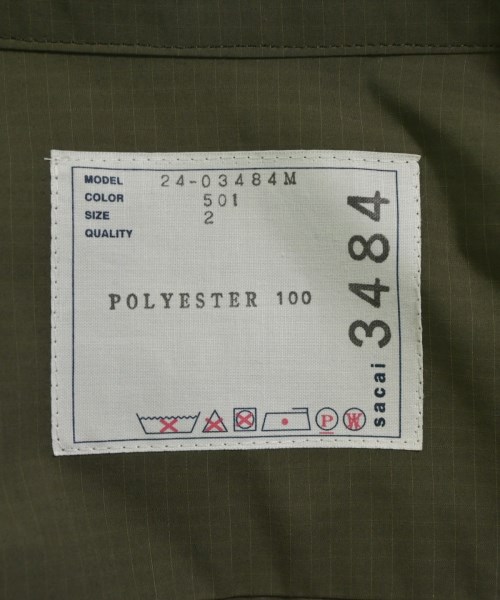 MODEL 24-03484M
COLOR 501
SIZE 2
QUALITY
POLYESTER 100
P W
sacai 3484